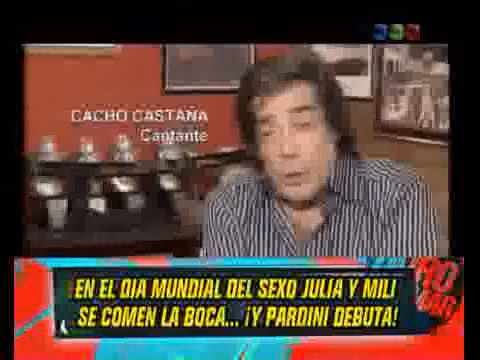 CACHO CASTAÑA
Cantante
EN EL DIA MUNDIAL DEL SEXO JULIA Y MILI
SE COMEN LA BOCA... ¡Y PARDINI DEBUTA!